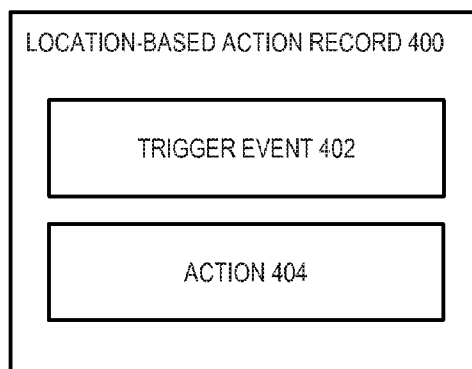 LOCATION-BASED ACTION RECORD 400
TRIGGER EVENT 402
ACTION 404